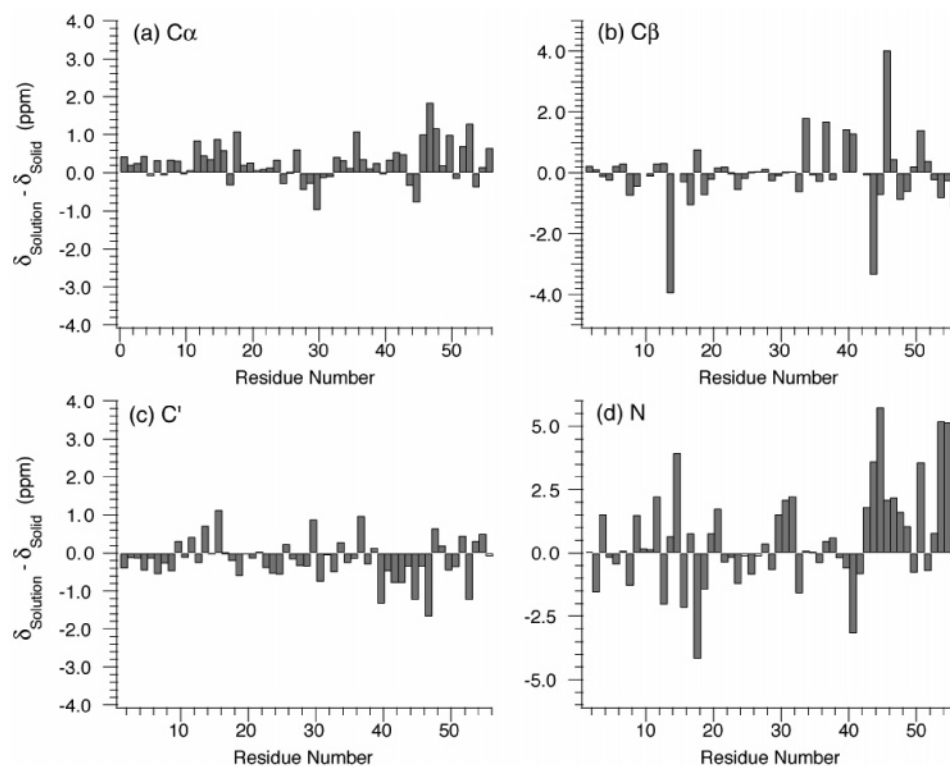 (a) Cα
(b) Cβ
4.0
3.0
2.0
1.0
0.0
-1.0
-2.0
-3.0
-4.0
δSolution - δSolid (ppm)
0 10 20 30 40 50
Residue Number
4.0
2.0
0.0
-2.0
-4.0
10 20 30 40 50
Residue Number
(c) C'
(d) N
4.0
3.0
2.0
1.0
0.0
-1.0
-2.0
-3.0
-4.0
δSolution - δSolid (ppm)
10 20 30 40 50
Residue Number
5.0
2.5
0.0
-2.5
-5.0
10 20 30 40 50
Residue Number